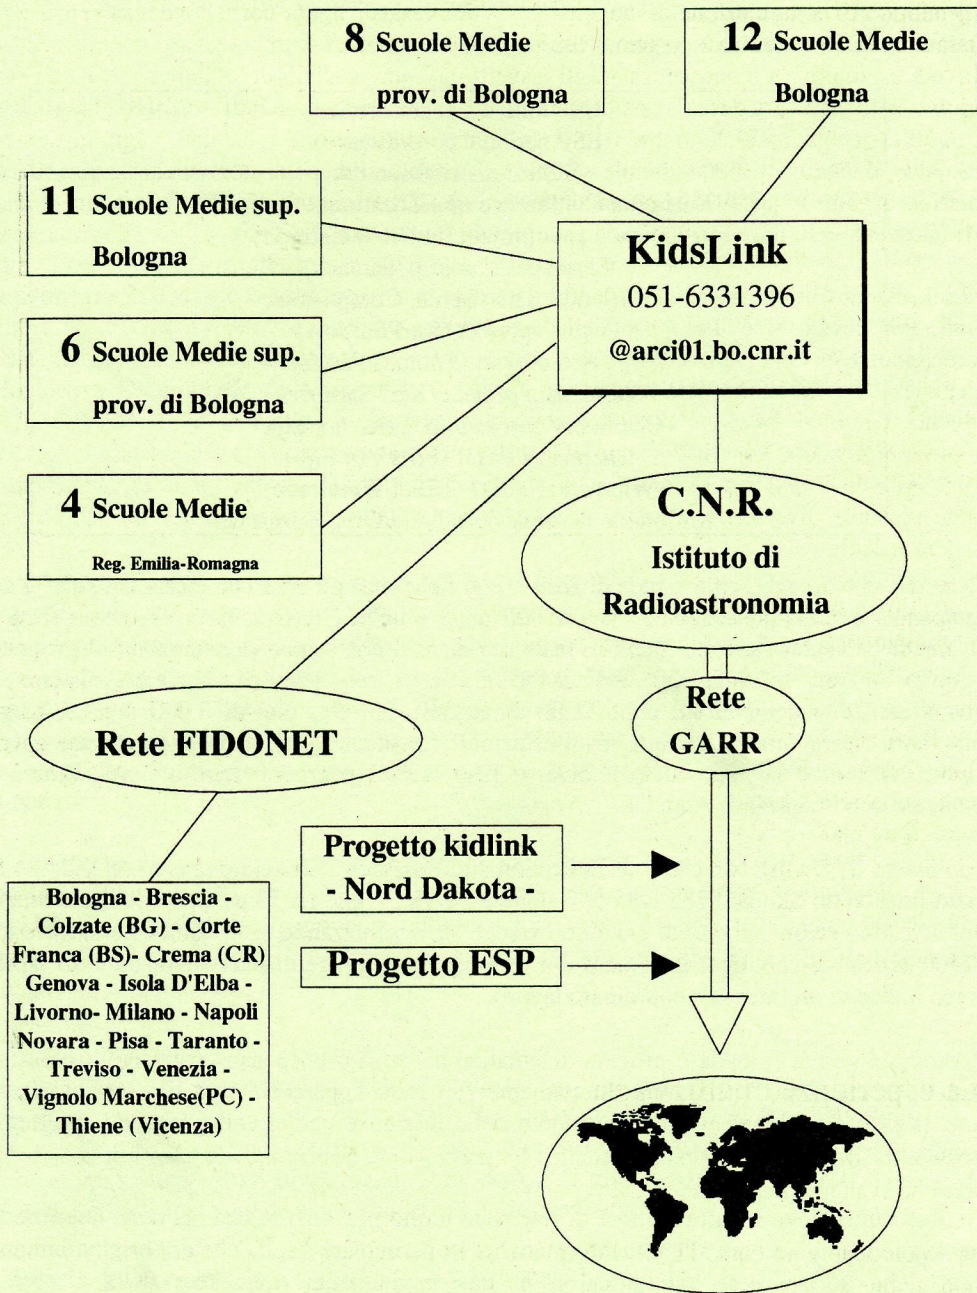 8 Scuole Medie
prov. di Bologna
12 Scuole Medie
Bologna
11 Scuole Medie sup.
Bologna
KidsLink
051-6331396
@arci01.bo.cnr.it
6 Scuole Medie sup.
prov. di Bologna
4 Scuole Medie
Reg. Emilia-Romagna
C.N.R.
Istituto di
Radioastronomia
Rete FIDONET
Rete
GARR
Progetto kidlink
- Nord Dakota -
Progetto ESP
Bologna - Brescia -
Colzate (BG) - Corte
Franca (BS)- Crema (CR)
Genova - Isola D'Elba -
Livorno- Milano - Napoli
Novara - Pisa - Taranto -
Treviso - Venezia -
Vignolo Marchese(PC) -
Thiene (Vicenza)